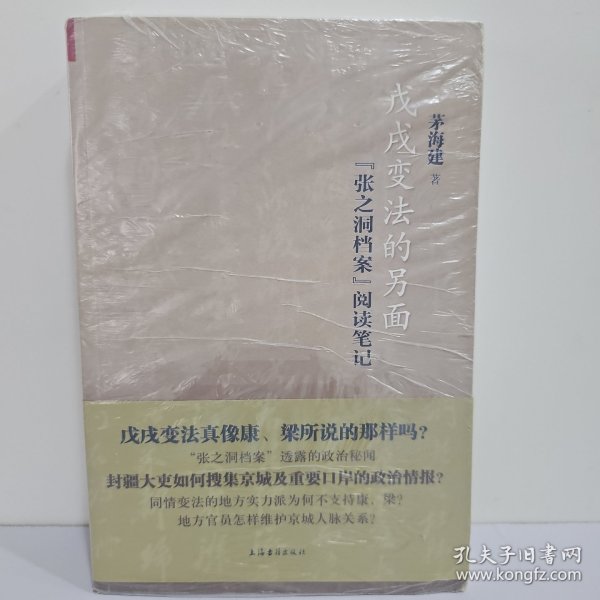 戊戌变法的另面
『张之洞档案』阅读笔记
茅海建 著
戊戌变法真像康、梁所说的那样吗?
“张之洞档案”透露的政治秘闻
封疆大吏如何搜集京城及重要口岸的政治情报?
同情变法的地方实力派为何不支持康、梁?
地方官员怎样维护京城人脉关系?
上海古籍出版社
孔夫子旧书网
www.kongfz.com